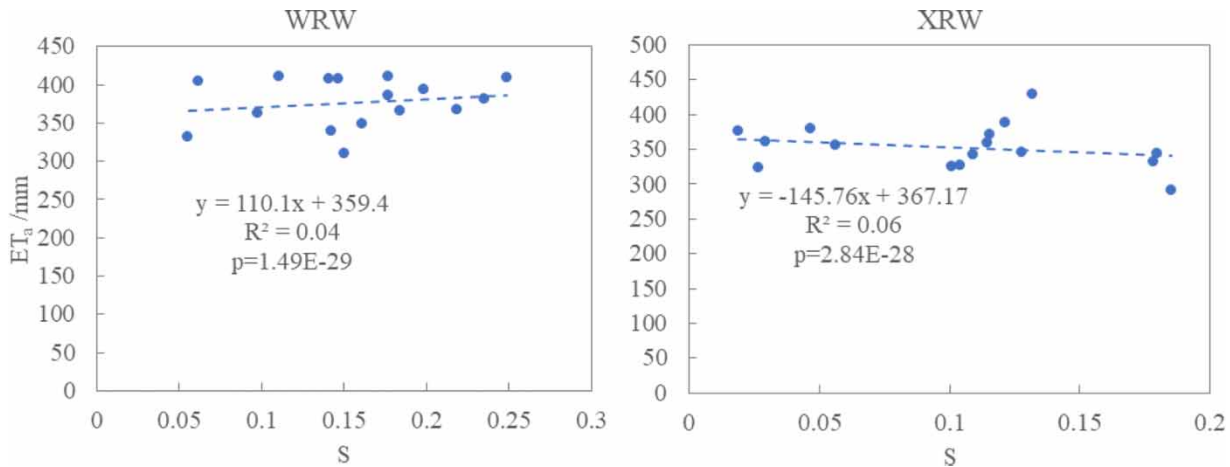 WRW
ET_a /mm
450
400
350
300
250
200
150
100
50
0
y = 110.1x + 359.4
R² = 0.04
p=1.49E-29
0 0.05 0.1 0.15 0.2 0.25 0.3
S
XRW
500
450
400
350
300
250
200
150
100
50
0
y = -145.76x + 367.17
R² = 0.06
p=2.84E-28
0 0.05 0.1 0.15 0.2
S